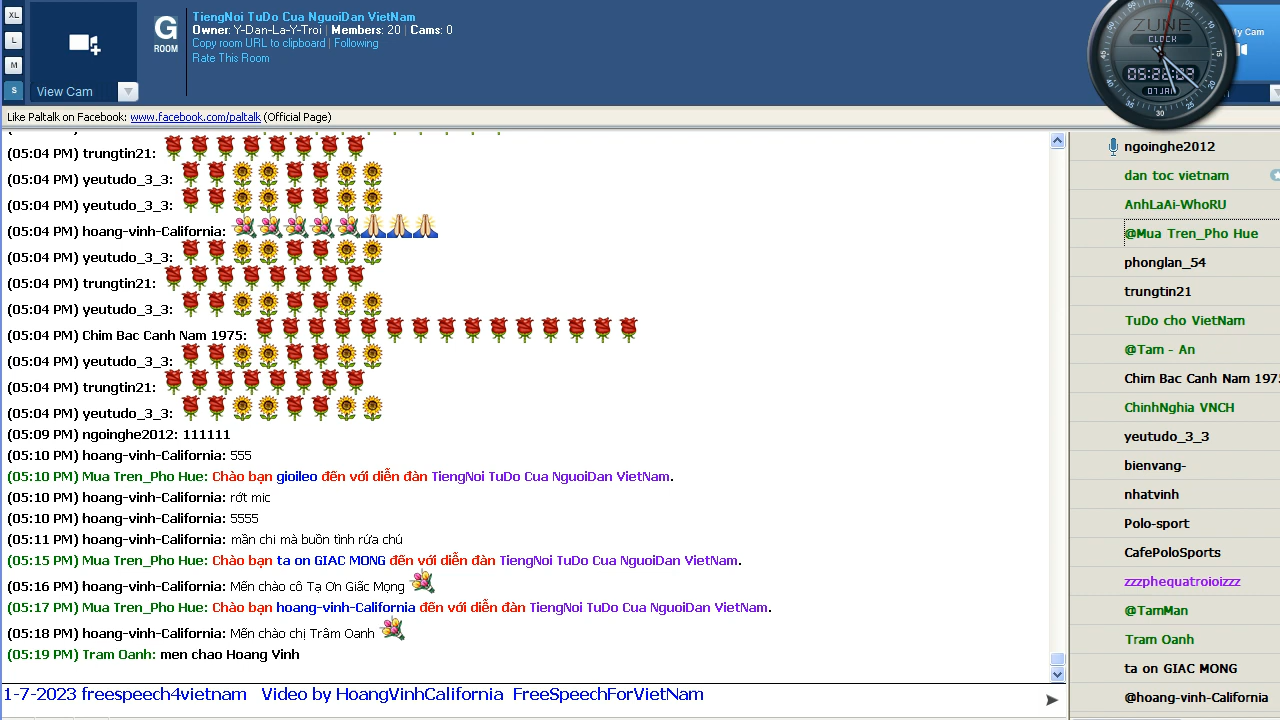 XL
L
M
S
View Cam
G
ROOM
TiengNoi TuDo Cua NguoiDan VietNam
Owner: Y-Dan-La-Y-Troi | Members: 20 | Cams: 0
Copy room URL to clipboard | Following
Rate This Room
ZUNE
CLOCK
07JAN
My Cam
Like Paltalk on Facebook: www.facebook.com/paltalk (Official Page)
(05:04 PM) trungtin21:
(05:04 PM) yeutudo_3_3:
(05:04 PM) yeutudo_3_3:
(05:04 PM) hoang-vinh-California:
(05:04 PM) yeutudo_3_3:
(05:04 PM) trungtin21:
(05:04 PM) yeutudo_3_3:
(05:04 PM) Chim Bac Canh Nam 1975:
(05:04 PM) yeutudo_3_3:
(05:04 PM) trungtin21:
(05:04 PM) yeutudo_3_3:
(05:09 PM) ngoinghe2012: 111111
(05:10 PM) hoang-vinh-California: 555
(05:10 PM) Mua Tren_Pho Hue: Chào bạn gioileo đến với diễn đàn TiengNoi TuDo Cua NguoiDan VietNam.
(05:10 PM) hoang-vinh-California: rớt mic
(05:10 PM) hoang-vinh-California: 5555
(05:11 PM) hoang-vinh-California: mần chi mà buồn tình rứa chú
(05:15 PM) Mua Tren_Pho Hue: Chào bạn ta on GIAC MONG đến với diễn đàn TiengNoi TuDo Cua NguoiDan VietNam.
(05:16 PM) hoang-vinh-California: Mến chào cô Tạ Ơn Giấc Mọng
(05:17 PM) Mua Tren_Pho Hue: Chào bạn hoang-vinh-California đến với diễn đàn TiengNoi TuDo Cua NguoiDan VietNam.
(05:18 PM) hoang-vinh-California: Mến chào chị Trâm Oanh
(05:19 PM) Tram Oanh: men chao Hoang Vinh
1-7-2023 freespeech4vietnam Video by HoangVinhCalifornia FreeSpeechForVietNam
ngoinghe2012
dan toc vietnam
AnhLaAi-WhoRU
@Mua Tren_Pho Hue
phonglan_54
trungtin21
TuDo cho VietNam
@Tam - An
Chim Bac Canh Nam 1975
ChinhNghia VNCH
yeutudo_3_3
bienvang-
nhatvinh
Polo-sport
CafePoloSports
zzzphequatroioizzz
@TamMan
Tram Oanh
ta on GIAC MONG
@hoang-vinh-California